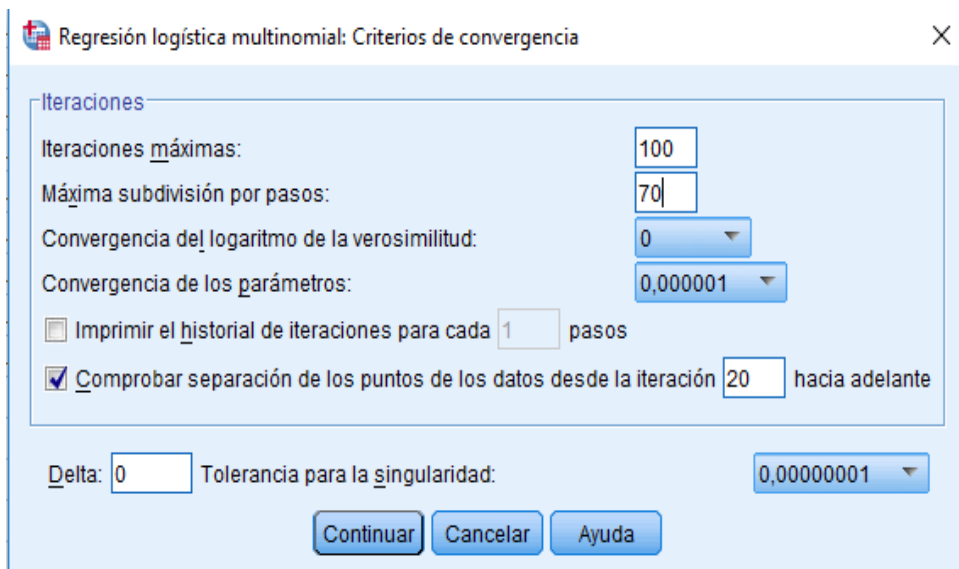 Regresión logística multinomial: Criterios de convergencia
Iteraciones
Iteraciones máximas: 100
Máxima subdivisión por pasos: 70
Convergencia del logaritmo de la verosimilitud: 0
Convergencia de los parámetros: 0,000001
Imprimir el historial de iteraciones para cada 1 pasos
Comprobar separación de los puntos de los datos desde la iteración 20 hacia adelante
Delta: 0 Tolerancia para la singularidad: 0,00000001
Continuar Cancelar Ayuda